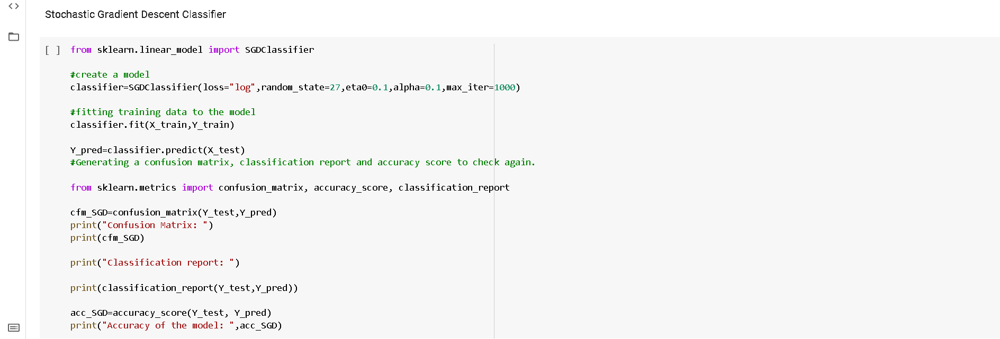 Stochastic Gradient Descent Classifier
[ ] from sklearn.linear_model import SGDClassifier
#create a model
classifier=SGDClassifier(loss="log",random_state=27,eta0=0.1,alpha=0.1,max_iter=1000)
#fitting training data to the model
classifier.fit(X_train,Y_train)
Y_pred=classifier.predict(X_test)
#Generating a confusion matrix, classification report and accuracy score to check again.
from sklearn.metrics import confusion_matrix, accuracy_score, classification_report
cfm_SGD=confusion_matrix(Y_test,Y_pred)
print("Confusion Matrix: ")
print(cfm_SGD)
print("Classification report: ")
print(classification_report(Y_test,Y_pred))
acc_SGD=accuracy_score(Y_test, Y_pred)
print("Accuracy of the model: ",acc_SGD)